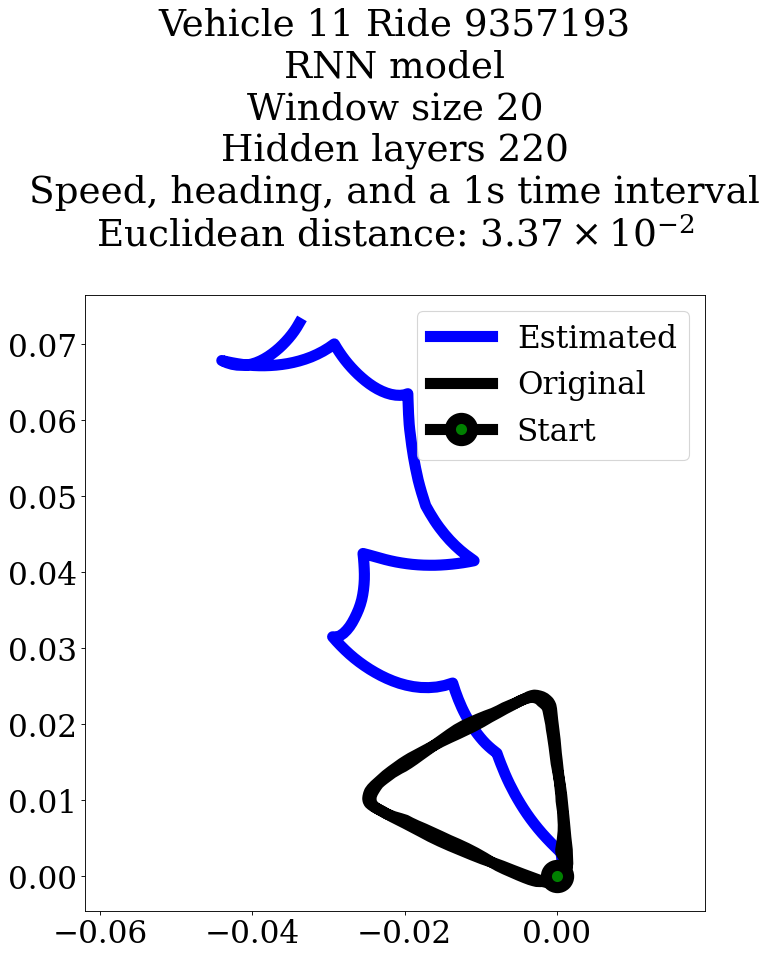 Vehicle 11 Ride 9357193
RNN model
Window size 20
Hidden layers 220
Speed, heading, and a 1s time interval
Euclidean distance: 3.37 × 10⁻²
Estimated
Original
Start
0.07
0.06
0.05
0.04
0.03
0.02
0.01
0.00
−0.06 −0.04 −0.02 0.00